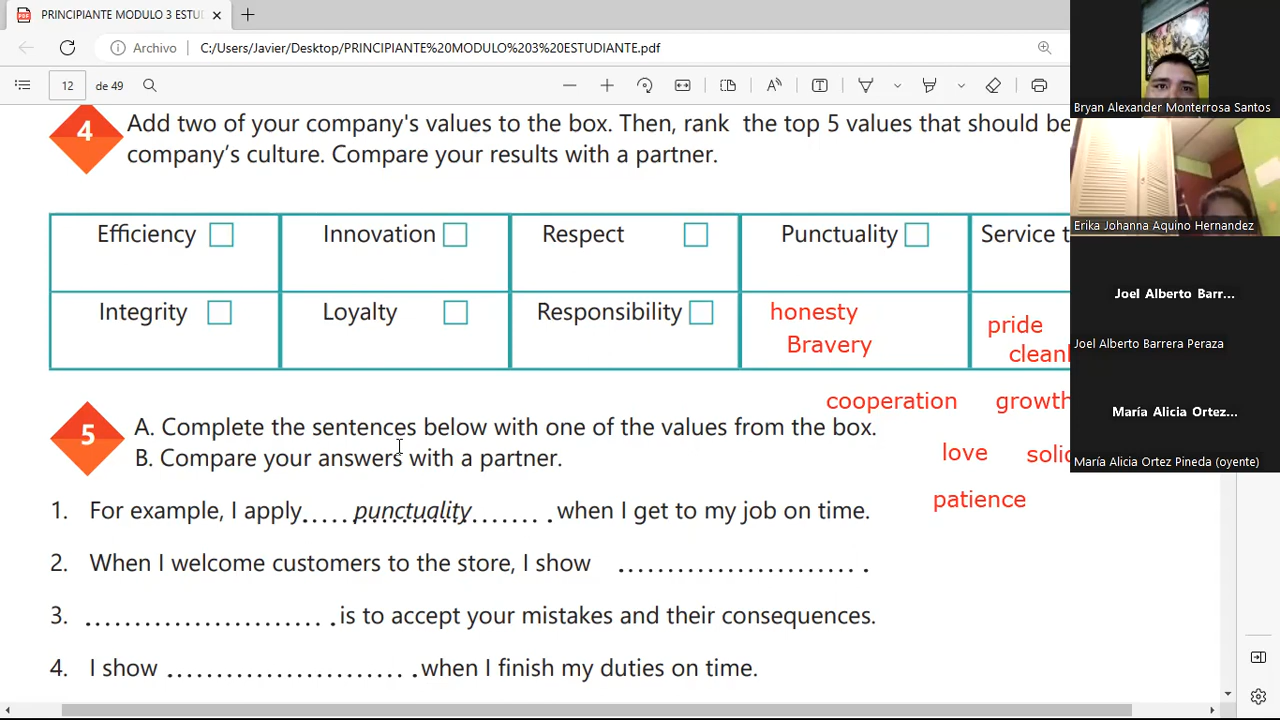 PRINCIPIANTE MODULO 3 ESTUD
Archivo C:/Users/Javier/Desktop/PRINCIPIANTE%20MODULO%203%20ESTUDIANTE.pdf
12 de 49
4 Add two of your company's values to the box. Then, rank the top 5 values that should be
company's culture. Compare your results with a partner.
Efficiency Innovation Respect Punctuality Service t
Integrity Loyalty Responsibility honesty pride
Bravery cleanl
cooperation growth
5 A. Complete the sentences below with one of the values from the box.
B. Compare your answers with a partner.
love solid
patience
1. For example, I apply.....punctuality........when I get to my job on time.
2. When I welcome customers to the store, I show ........................
3. ........................is to accept your mistakes and their consequences.
4. I show ........................when I finish my duties on time.
Bryan Alexander Monterrosa Santos
Erika Johanna Aquino Hernandez
Joel Alberto Barr...
Joel Alberto Barrera Peraza
María Alicia Ortez...
María Alicia Ortez Pineda (oyente)